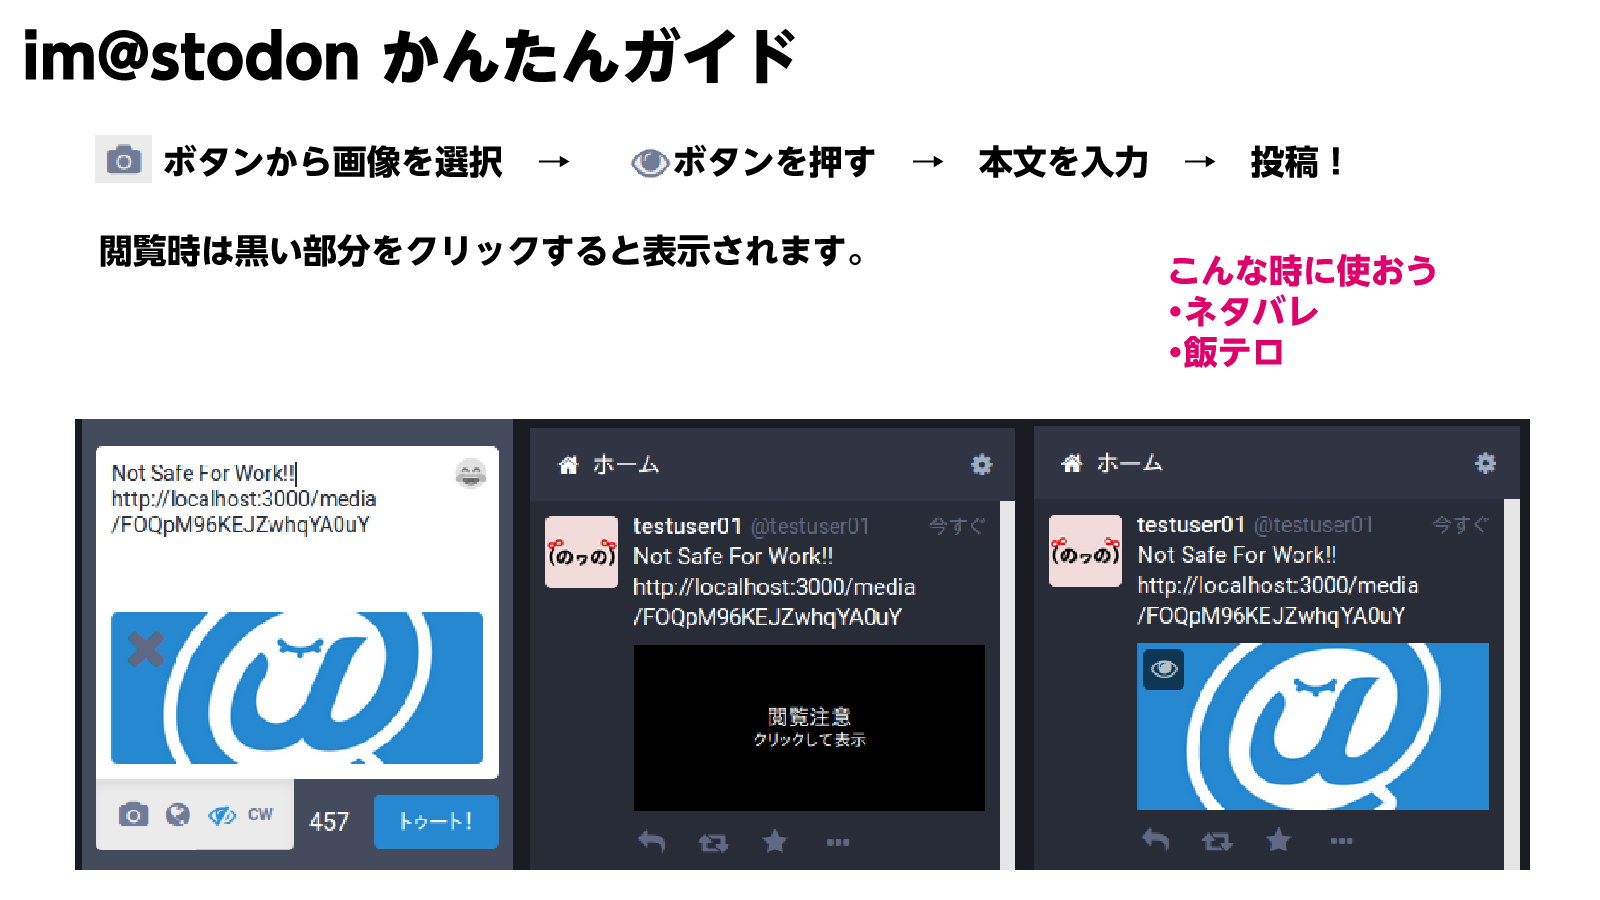 im@stodon かんたんガイド
ボタンから画像を選択 → ボタンを押す → 本文を入力 → 投稿！
閲覧時は黒い部分をクリックすると表示されます。
こんな時に使おう
•ネタバレ
•飯テロ
Not Safe For Work!!
http://localhost:3000/media
/FOQpM96KEJZwhqYA0uY
CW
457
トゥート!
ホーム
testuser01 @testuser01 今すぐ
(のヮの)
Not Safe For Work!!
http://localhost:3000/media
/FOQpM96KEJZwhqYA0uY
閲覧注意
クリックして表示
ホーム
testuser01 @testuser01 今すぐ
(のヮの)
Not Safe For Work!!
http://localhost:3000/media
/FOQpM96KEJZwhqYA0uY